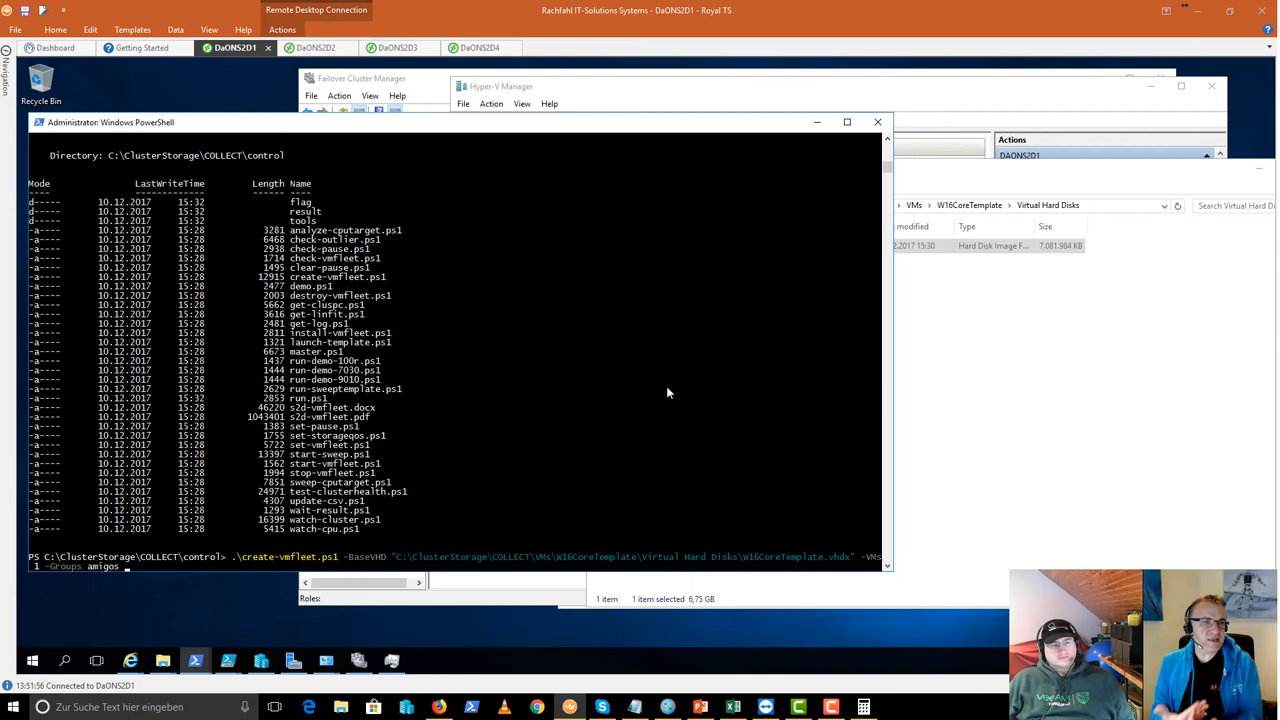 Remote Desktop Connection
Rachfahl IT-Solutions Systems - DaONS2D1 - Royal TS
File Home Edit Templates Data View Help Actions
Dashboard Getting Started DaONS2D1 DaONS2D2 DaONS2D3 DaONS2D4
Navigation
Recycle Bin
Failover Cluster Manager
File Action View Help
Hyper-V Manager
File Action View Help
Actions
DAONS2D1
VMs W16CoreTemplate Virtual Hard Disks
Search Virtual Hard
modified Type Size
.2017 15:30 Hard Disk Image F... 7.081.984 KB
Administrator: Windows PowerShell
Directory: C:\ClusterStorage\COLLECT\control
Mode LastWriteTime Length Name
---- ------------- ------ ----
d----- 10.12.2017 15:32 flag
d----- 10.12.2017 15:32 result
d----- 10.12.2017 15:32 tools
-a---- 10.12.2017 15:28 3281 analyze-cputarget.ps1
-a---- 10.12.2017 15:28 6468 check-outlier.ps1
-a---- 10.12.2017 15:28 2938 check-pause.ps1
-a---- 10.12.2017 15:28 1714 check-vmfleet.ps1
-a---- 10.12.2017 15:28 1495 clear-pause.ps1
-a---- 10.12.2017 15:28 12915 create-vmfleet.ps1
-a---- 10.12.2017 15:28 2477 demo.ps1
-a---- 10.12.2017 15:28 2003 destroy-vmfleet.ps1
-a---- 10.12.2017 15:28 5662 get-cluspc.ps1
-a---- 10.12.2017 15:28 3616 get-linfit.ps1
-a---- 10.12.2017 15:28 2481 get-log.ps1
-a---- 10.12.2017 15:28 2811 install-vmfleet.ps1
-a---- 10.12.2017 15:28 1321 launch-template.ps1
-a---- 10.12.2017 15:28 6673 master.ps1
-a---- 10.12.2017 15:28 1437 run-demo-100r.ps1
-a---- 10.12.2017 15:28 1444 run-demo-7030.ps1
-a---- 10.12.2017 15:28 1444 run-demo-9010.ps1
-a---- 10.12.2017 15:28 2629 run-sweeptemplate.ps1
-a---- 10.12.2017 15:32 2853 run.ps1
-a---- 10.12.2017 15:28 46220 s2d-vmfleet.docx
-a---- 10.12.2017 15:28 1043401 s2d-vmfleet.pdf
-a---- 10.12.2017 15:28 1383 set-pause.ps1
-a---- 10.12.2017 15:28 1755 set-storageqos.ps1
-a---- 10.12.2017 15:28 5722 set-vmfleet.ps1
-a---- 10.12.2017 15:28 13397 start-sweep.ps1
-a---- 10.12.2017 15:28 1562 start-vmfleet.ps1
-a---- 10.12.2017 15:28 1994 stop-vmfleet.ps1
-a---- 10.12.2017 15:28 7851 sweep-cputarget.ps1
-a---- 10.12.2017 15:28 24971 test-clusterhealth.ps1
-a---- 10.12.2017 15:28 4307 update-csv.ps1
-a---- 10.12.2017 15:28 1293 wait-result.ps1
-a---- 10.12.2017 15:28 16399 watch-cluster.ps1
-a---- 10.12.2017 15:28 5415 watch-cpu.ps1
PS C:\ClusterStorage\COLLECT\control> .\create-vmfleet.ps1 -BaseVHD "C:\ClusterStorage\COLLECT\VMs\W16CoreTemplate\Virtual Hard Disks\W16CoreTemplate.vhdx" -VMs
1 -Groups amigos
Roles:
1 item 1 item selected 6,75 GB
13:51:56 Connected to DaONS2D1
Zur Suche Text hier eingeben